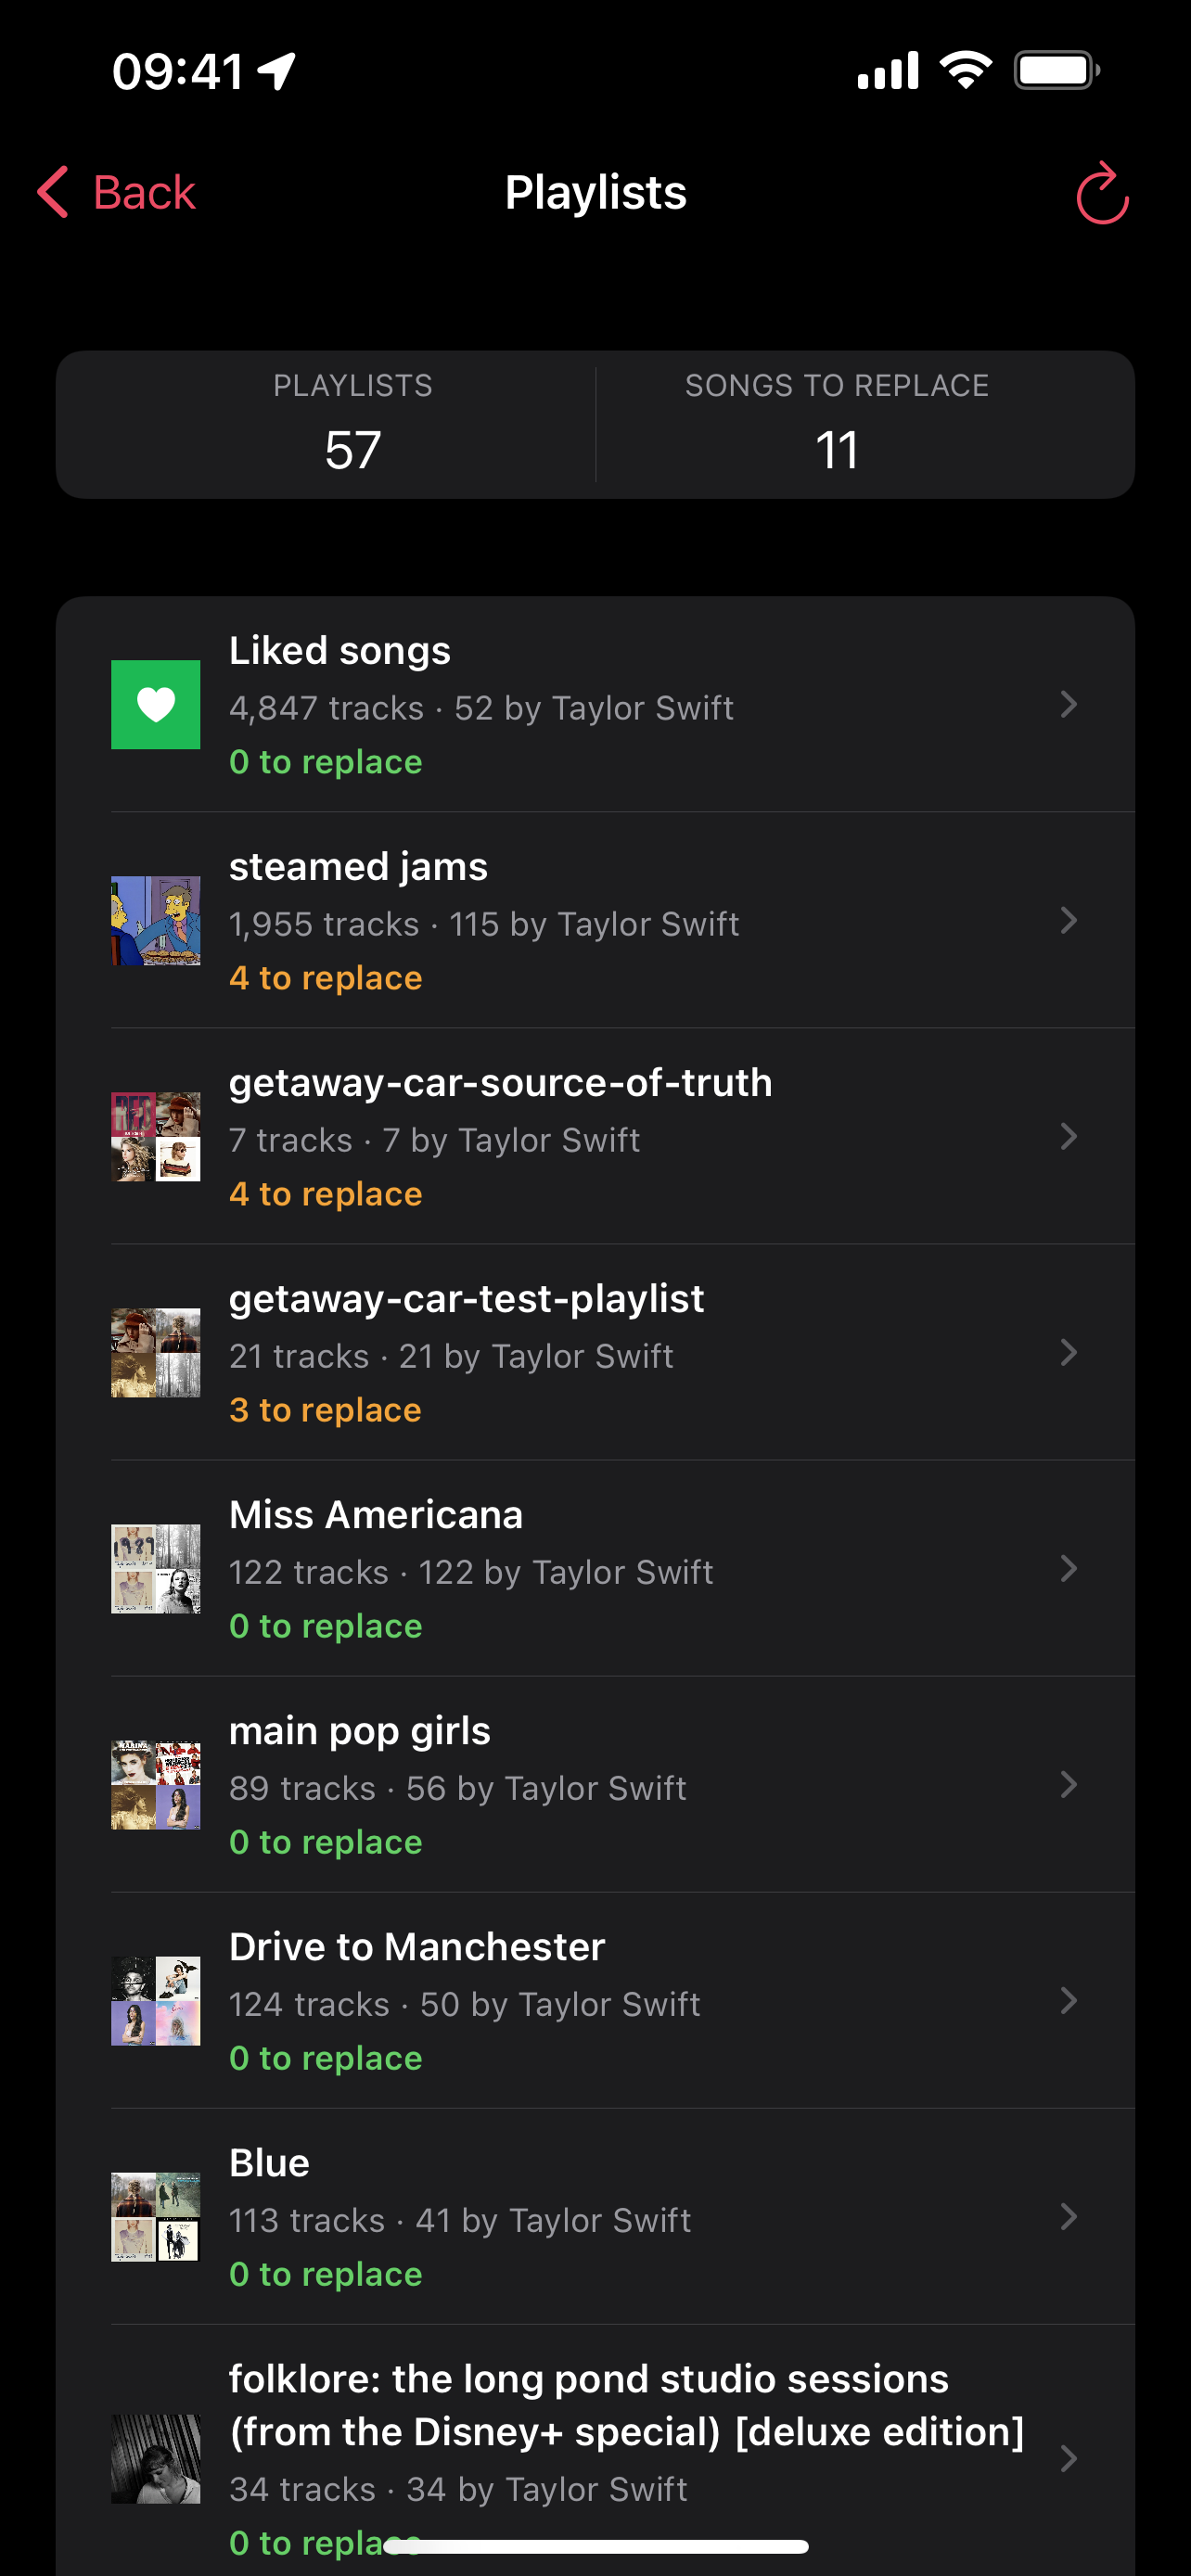 09:41
Back
Playlists
PLAYLISTS
57
SONGS TO REPLACE
11
Liked songs
4,847 tracks · 52 by Taylor Swift
0 to replace
steamed jams
1,955 tracks · 115 by Taylor Swift
4 to replace
getaway-car-source-of-truth
7 tracks · 7 by Taylor Swift
4 to replace
getaway-car-test-playlist
21 tracks · 21 by Taylor Swift
3 to replace
Miss Americana
122 tracks · 122 by Taylor Swift
0 to replace
main pop girls
89 tracks · 56 by Taylor Swift
0 to replace
Drive to Manchester
124 tracks · 50 by Taylor Swift
0 to replace
Blue
113 tracks · 41 by Taylor Swift
0 to replace
folklore: the long pond studio sessions
(from the Disney+ special) [deluxe edition]
34 tracks · 34 by Taylor Swift
0 to replace